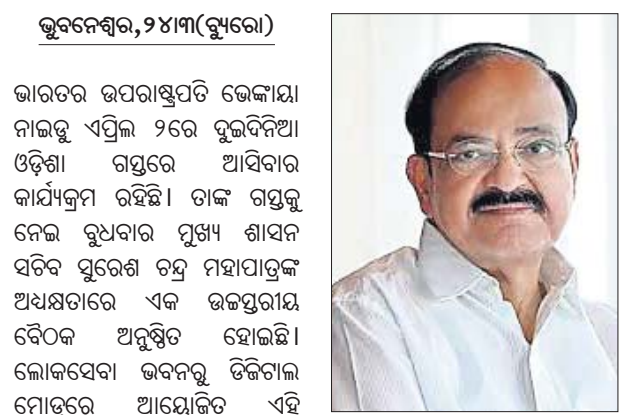 ଭୁବନେଶ୍ୱର,୨୪ା୩(ବ୍ୟୁରୋ)
ଭାରତର ଉପରାଷ୍ଟ୍ରପତି ଭେଙ୍କାୟା
ନାଇଡୁ ଏପ୍ରିଲ ୨ରେ ଦୁଇଦିନିଆ
ଓଡ଼ିଶା ଗସ୍ତରେ ଆସିବାର
କାର୍ଯ୍ୟକ୍ରମ ରହିଛି। ତାଙ୍କ ଗସ୍ତକୁ
ନେଇ ବୁଧବାର ମୁଖ୍ୟ ଶାସନ
ସଚିବ ସୁରେଶ ଚନ୍ଦ୍ର ମହାପାତ୍ରଙ୍କ
ଅଧ୍ୟକ୍ଷତାରେ ଏକ ଉଚ୍ଚସ୍ତରୀୟ
ବୈଠକ ଅନୁଷ୍ଠିତ ହୋଇଛି।
ଲୋକସେବା ଭବନରୁ ଡିଜିଟାଲ
ମୋଡରେ ଆୟୋଜିତ ଏହି